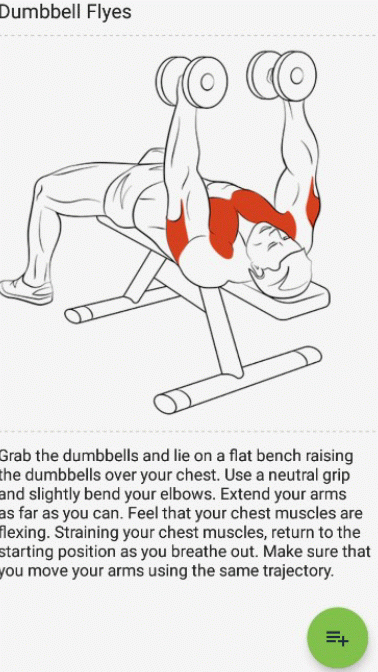 Dumbbell Flyes
Grab the dumbbells and lie on a flat bench raising
the dumbbells over your chest. Use a neutral grip
and slightly bend your elbows. Extend your arms
as far as you can. Feel that your chest muscles are
flexing. Straining your chest muscles, return to the
starting position as you breathe out. Make sure that
you move your arms using the same trajectory.